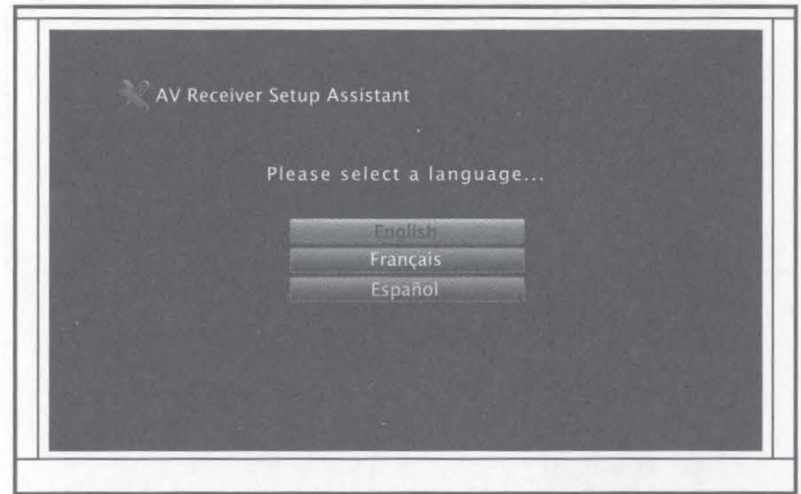 AV Receiver Setup Assistant
Please select a language...
English
Français
Español